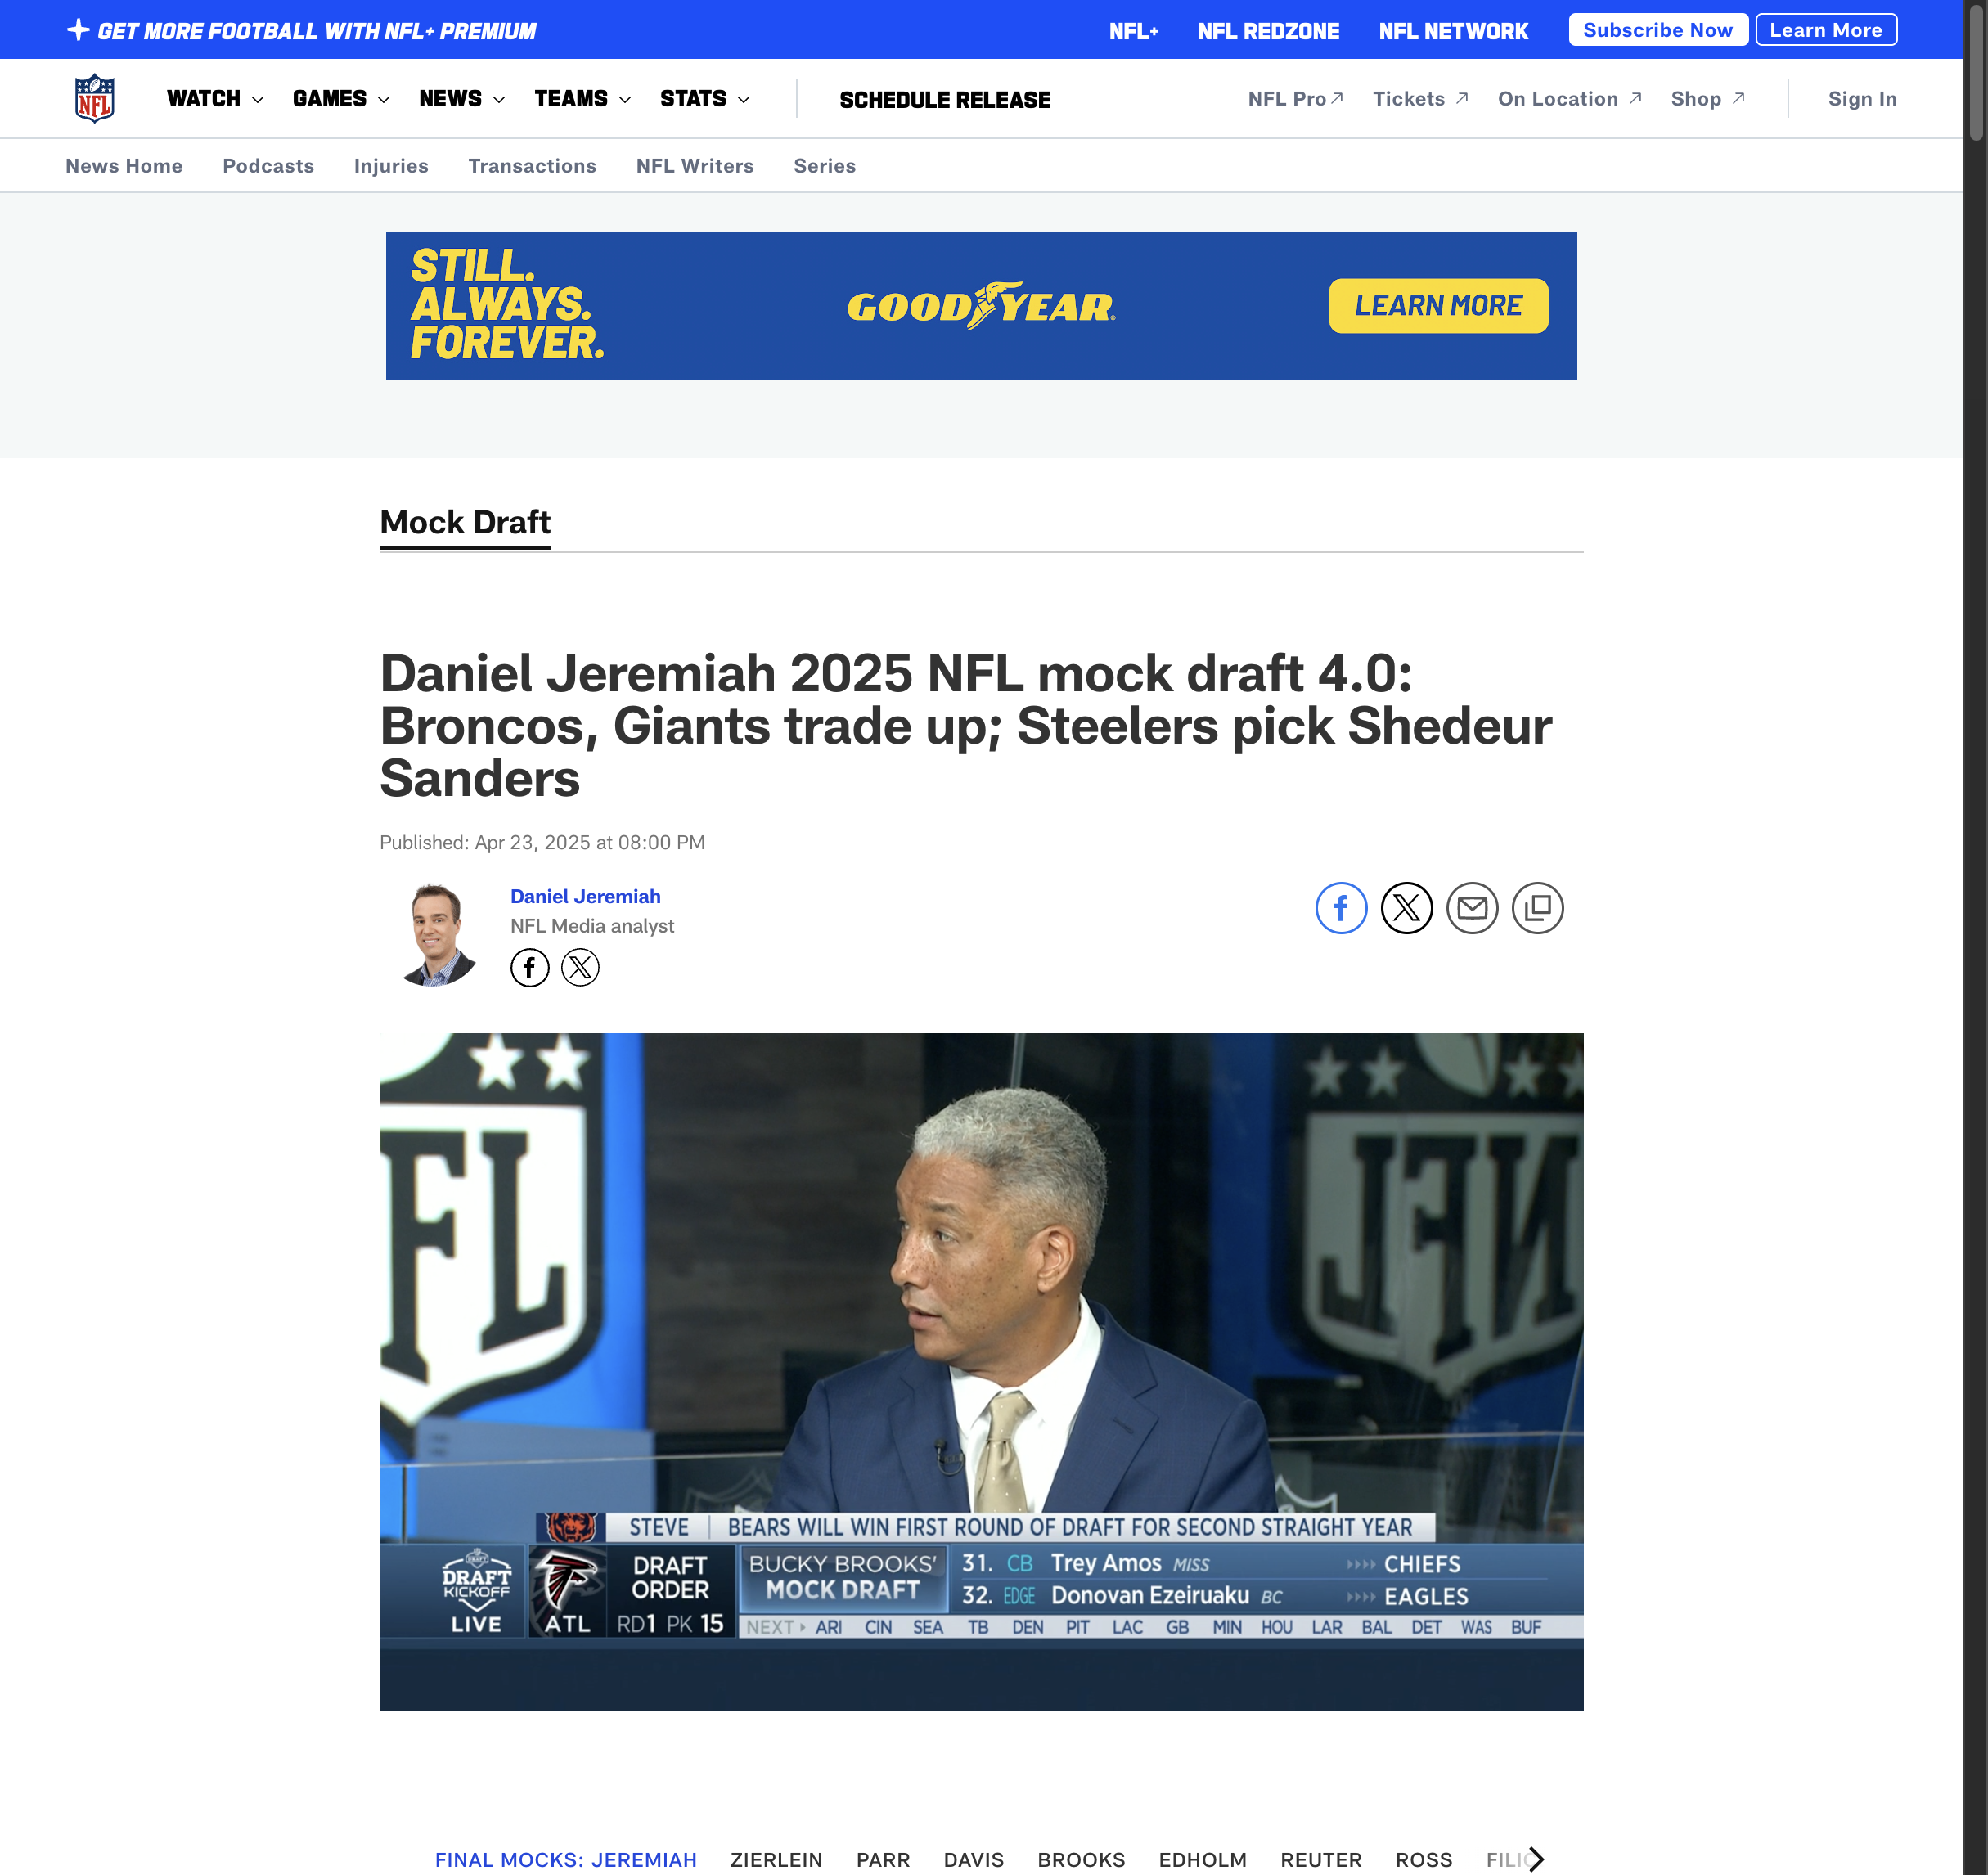 GET MORE FOOTBALL WITH NFL+ PREMIUM
NFL+ NFL REDZONE NFL NETWORK Subscribe Now Learn More
NFL WATCH GAMES NEWS TEAMS STATS SCHEDULE RELEASE NFL Pro Tickets On Location Shop Sign In
News Home Podcasts Injuries Transactions NFL Writers Series
STILL.
ALWAYS.
FOREVER.
GOODYEAR
LEARN MORE
Mock Draft
Daniel Jeremiah 2025 NFL mock draft 4.0:
Broncos, Giants trade up; Steelers pick Shedeur
Sanders
Published: Apr 23, 2025 at 08:00 PM
Daniel Jeremiah
NFL Media analyst
STEVE BEARS WILL WIN FIRST ROUND OF DRAFT FOR SECOND STRAIGHT YEAR
DRAFT
KICKOFF
LIVE
ATL
DRAFT
ORDER
RD1 PK 15
BUCKY BROOKS'
MOCK DRAFT
31. CB Trey Amos MISS CHIEFS
32. EDGE Donovan Ezeiruaku BC EAGLES
NEXT ARI CIN SEA TB DEN PIT LAC GB MIN HOU LAR BAL DET WAS BUF
FINAL MOCKS: JEREMIAH ZIERLEIN PARR DAVIS BROOKS EDHOLM REUTER ROSS